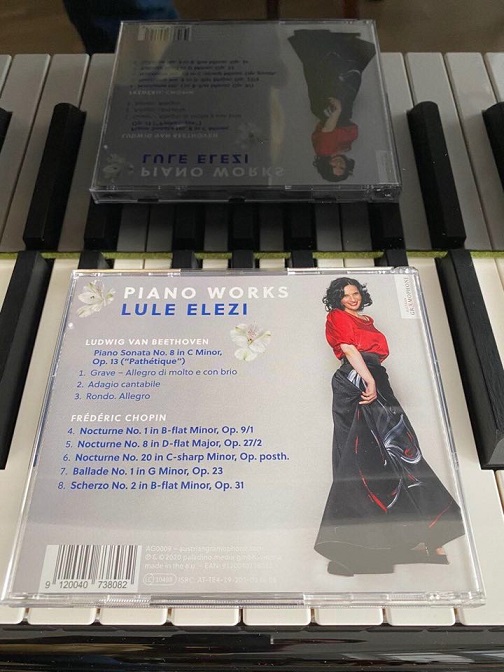 PIANO WORKS
LULE ELEZI
LUDWIG VAN BEETHOVEN
Piano Sonata No. 8 in C Minor,
Op. 13 ("Pathétique")
1. Grave – Allegro di molto e con brio
2. Adagio cantabile
3. Rondo. Allegro
FRÉDÉRIC CHOPIN
4. Nocturne No. 1 in B-flat Minor, Op. 9/1
5. Nocturne No. 8 in D-flat Major, Op. 27/2
6. Nocturne No. 20 in C-sharp Minor, Op. posth.
7. Ballade No. 1 in G Minor, Op. 23
8. Scherzo No. 2 in B-flat Minor, Op. 31
9 120040 738082
made in the